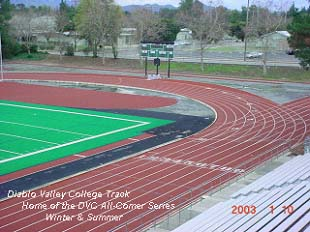 Diablo Valley College Track
Home of the DVC All-Comer Series
Winter & Summer
2003 1 10